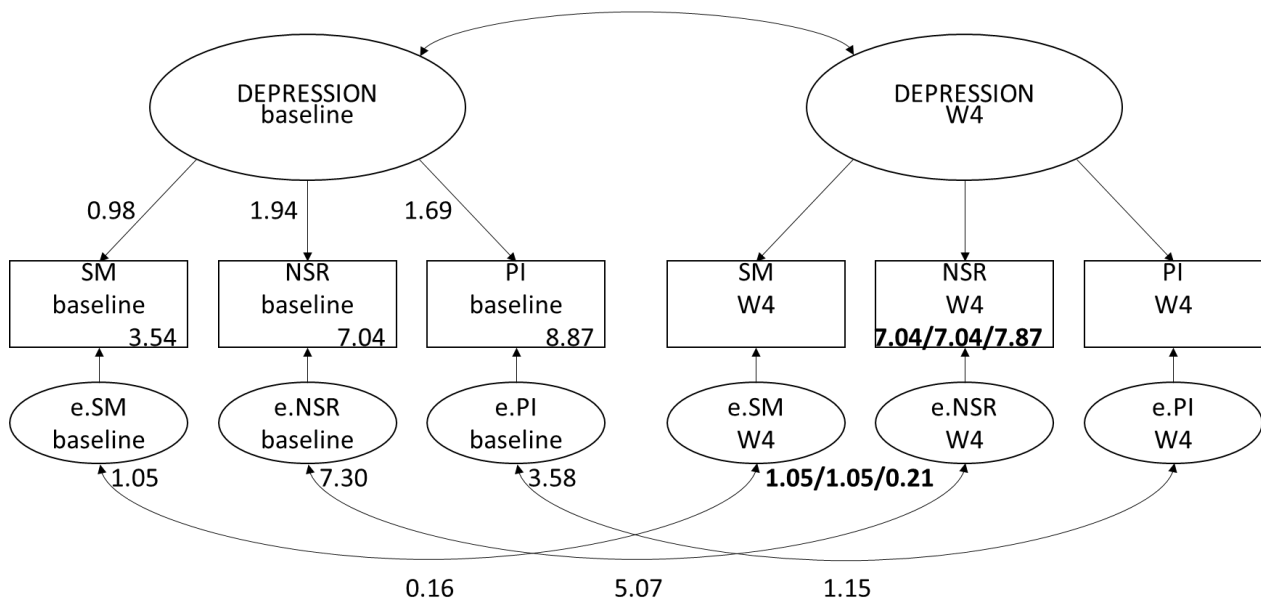 DEPRESSION
baseline
DEPRESSION
W4
0.98
1.94
1.69
SM
baseline
3.54
NSR
baseline
7.04
PI
baseline
8.87
SM
W4
NSR
W4
7.04/7.04/7.87
PI
W4
e.SM
baseline
1.05
e.NSR
baseline
7.30
e.PI
baseline
3.58
e.SM
W4
1.05/1.05/0.21
e.NSR
W4
e.PI
W4
0.16
5.07
1.15